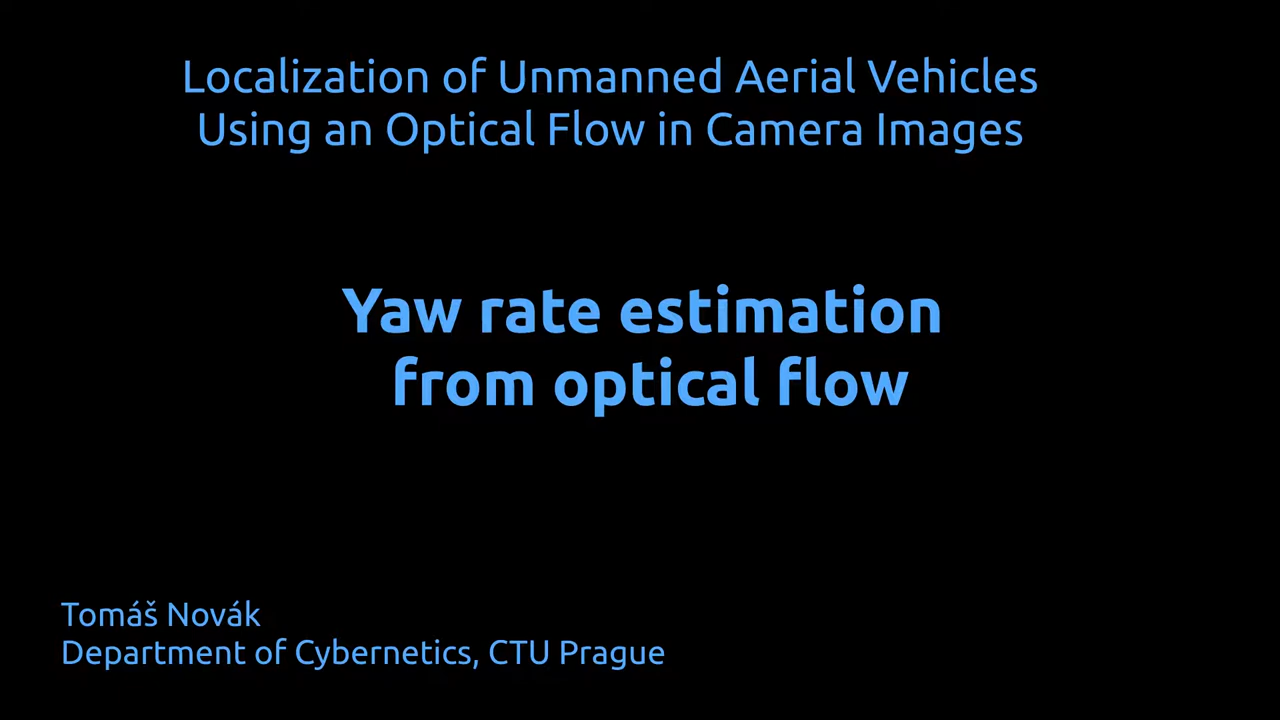 Localization of Unmanned Aerial Vehicles
Using an Optical Flow in Camera Images
Yaw rate estimation
from optical flow
Tomáš Novák
Department of Cybernetics, CTU Prague